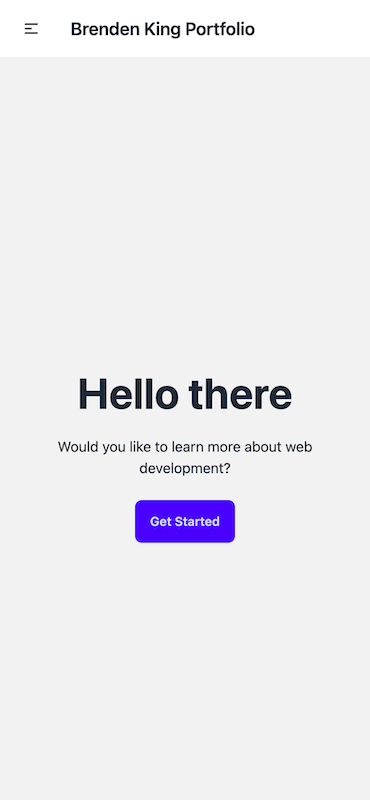 Brenden King Portfolio
Hello there
Would you like to learn more about web
development?
Get Started